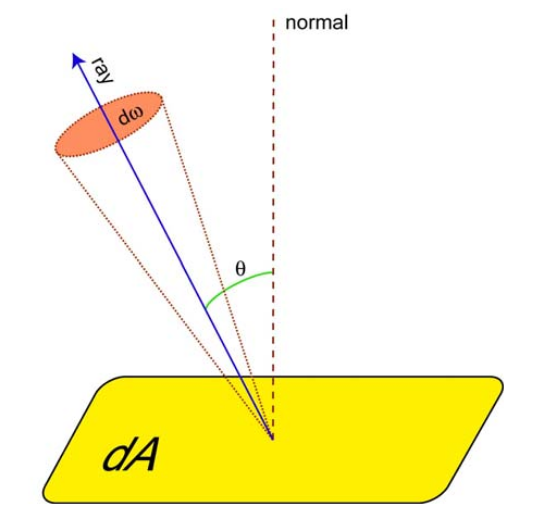 normal
ray
dω
θ
dA